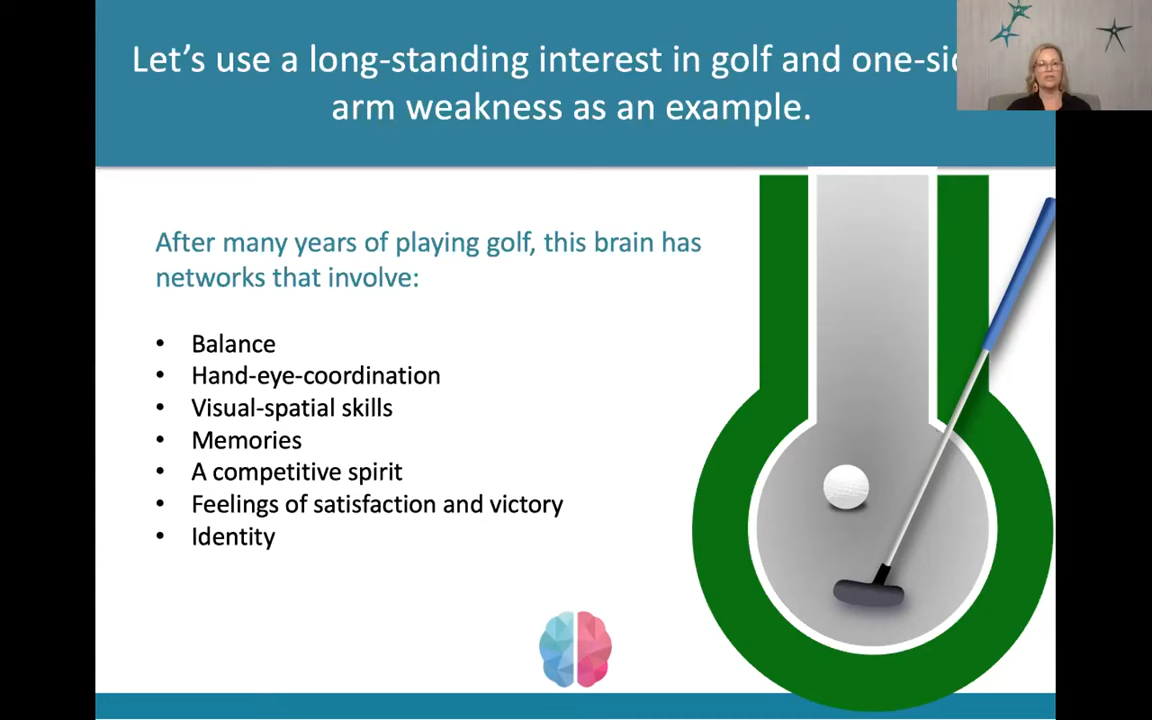 Let's use a long-standing interest in golf and
arm weakness as an example.
After many years of playing golf, this brain has
networks that involve:
• Balance
• Hand-eye-coordination
• Visual-spatial skills
• Memories
• A competitive spirit
• Feelings of satisfaction and victory
• Identity